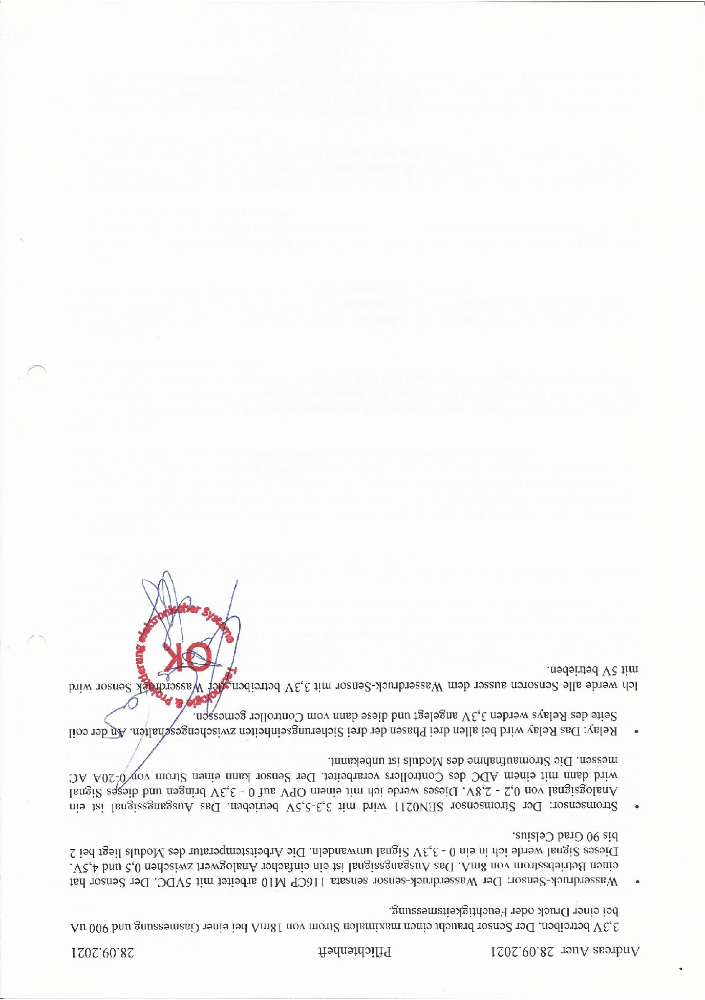 Andreas Auer 28.09.2021 Pflichtenheft 28.09.2021
3,3V betreiben. Der Sensor braucht einen maximalen Strom von 18mA bei einer Gasmessung und 900 uA
bei einer Druck oder Feuchtigkeitsmessung.
• Wasserdruck-Sensor: Der Wasserdruck-sensor sensata 116CP M10 arbeitet mit 5VDC. Der Sensor hat
einen Betriebsstrom von 8mA. Das Ausgangssignal ist ein einfacher Analogwert zwischen 0,5 und 4,5V.
Dieses Signal werde ich in ein 0 - 3,3V Signal umwandeln. Die Arbeitstemperatur des Moduls liegt bei 2
bis 90 Grad Celsius.
• Stromsensor: Der Stromsensor SEN0211 wird mit 3,3-5,5V betrieben. Das Ausgangssignal ist ein
Analogsignal von 0,2 - 2,8V. Dieses werde ich mit einem OPV auf 0 - 3,3V bringen und dieses Signal
wird dann mit einem ADC des Controllers verarbeitet. Der Sensor kann einen Strom von 0-20A AC
messen. Die Stromaufnahme des Moduls ist unbekannt.
• Relay: Das Relay wird bei allen drei Phasen der drei Sicherungseinheiten zwischengeschalten. An der coil
Seite des Relays werden 3,3V angelegt und diese dann vom Controller gemessen.
Ich werde alle Sensoren ausser dem Wasserdruck-Sensor mit 3,3V betreiben, der Wasserdruck Sensor wird
mit 5V betrieben.
Technologie & Projektierung elektronischer Systeme
OK